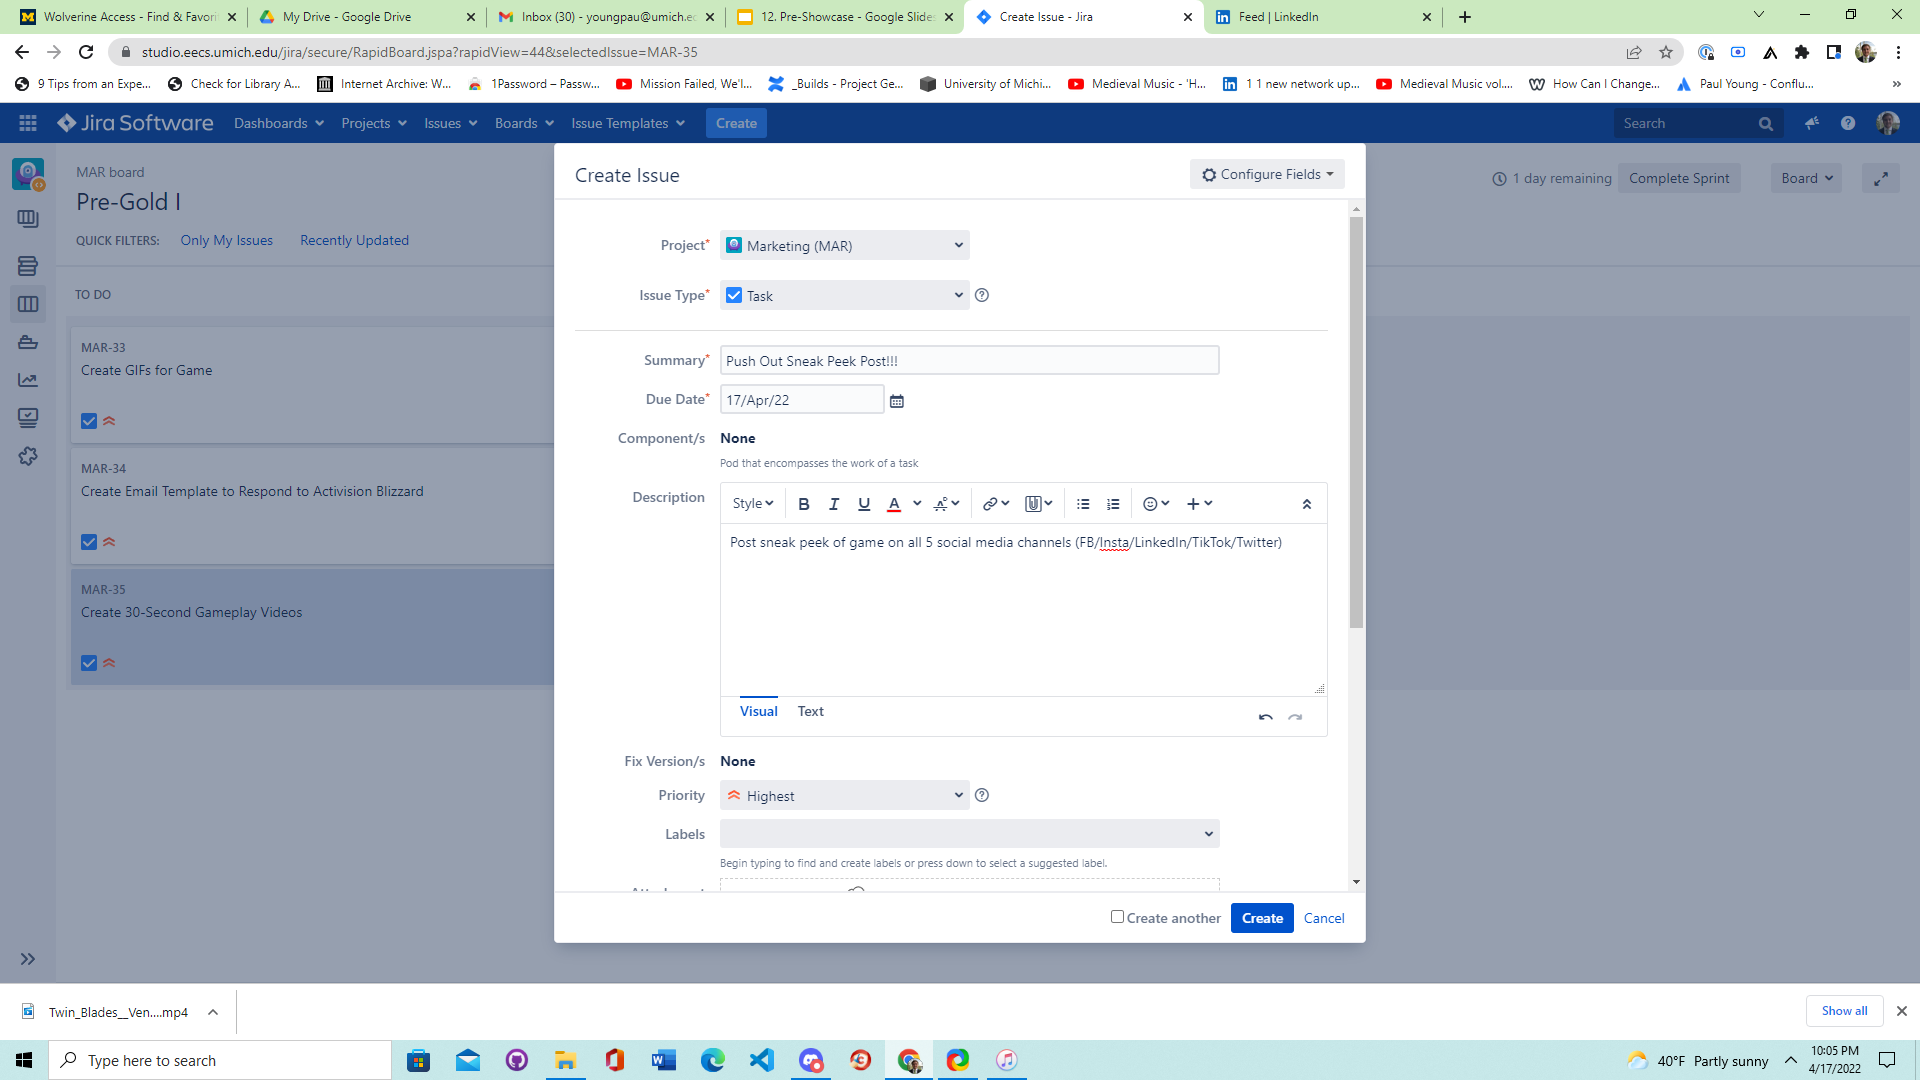 Wolverine Access - Find & Favori
My Drive - Google Drive
Inbox (30) - youngpau@umich.ec
12. Pre-Showcase - Google Slides
Create Issue - Jira
Feed | LinkedIn
studio.eecs.umich.edu/jira/secure/RapidBoard.jspa?rapidView=44&selectedIssue=MAR-35
9 Tips from an Expe...
Check for Library A...
Internet Archive: W...
1Password – Passw...
Mission Failed, We'l...
_Builds - Project Ge...
University of Michi...
Medieval Music - 'H...
1 1 new network up...
Medieval Music vol....
How Can I Change...
Paul Young - Conflu...
Jira Software
Dashboards
Projects
Issues
Boards
Issue Templates
Create
Search
MAR board
Pre-Gold I
1 day remaining
Complete Sprint
Board
QUICK FILTERS:
Only My Issues
Recently Updated
TO DO
MAR-33
Create GIFs for Game
MAR-34
Create Email Template to Respond to Activision Blizzard
MAR-35
Create 30-Second Gameplay Videos
Create Issue
Configure Fields
Project*
Marketing (MAR)
Issue Type*
Task
Summary*
Push Out Sneak Peek Post!!!
Due Date*
17/Apr/22
Component/s
None
Pod that encompasses the work of a task
Description
Style
B I U A
Post sneak peek of game on all 5 social media channels (FB/Insta/LinkedIn/TikTok/Twitter)
Visual
Text
Fix Version/s
None
Priority
Highest
Labels
Begin typing to find and create labels or press down to select a suggested label.
Create another
Create
Cancel
Twin_Blades__Ven....mp4
Show all
Type here to search
40°F Partly sunny
10:05 PM
4/17/2022